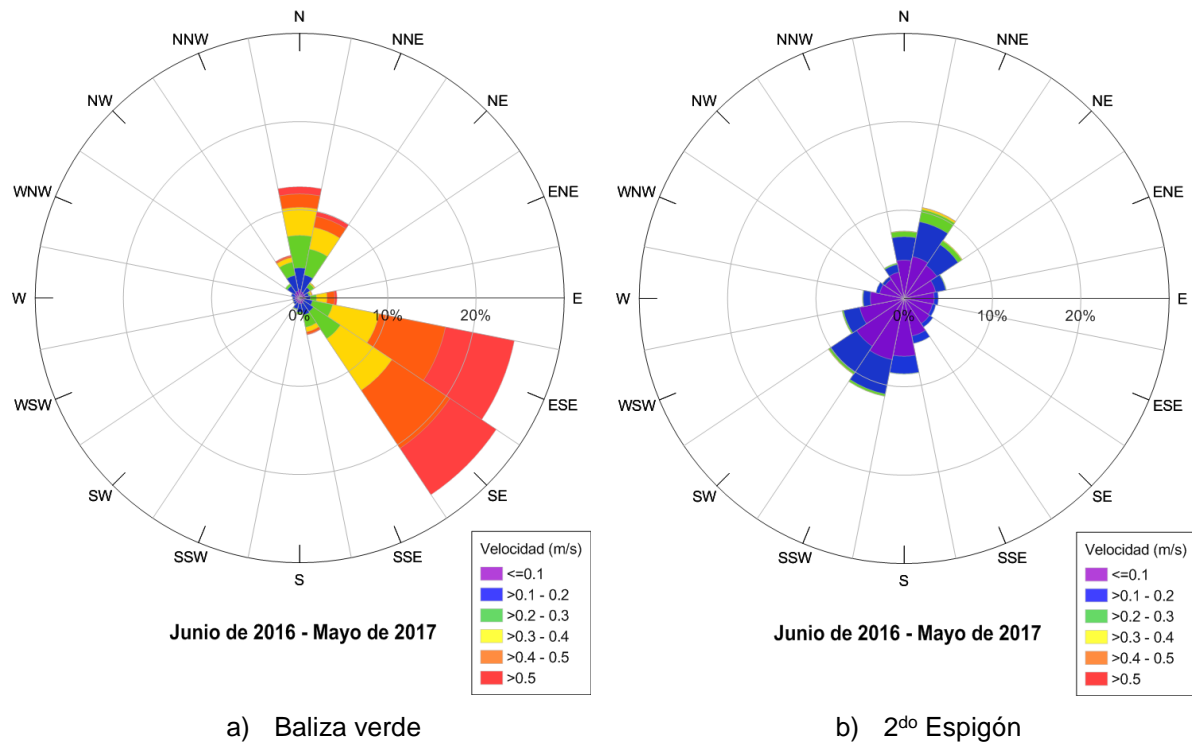 N
NNW
NNE
NW
NE
WNW
ENE
W
E
0%
10%
20%
WSW
ESE
SW
SE
SSW
SSE
S
Velocidad (m/s)
<=0.1
>0.1 - 0.2
>0.2 - 0.3
>0.3 - 0.4
>0.4 - 0.5
>0.5
Junio de 2016 - Mayo de 2017
a) Baliza verde
N
NNW
NNE
NW
NE
WNW
ENE
W
E
0%
10%
20%
WSW
ESE
SW
SE
SSW
SSE
S
Velocidad (m/s)
<=0.1
>0.1 - 0.2
>0.2 - 0.3
>0.3 - 0.4
>0.4 - 0.5
>0.5
Junio de 2016 - Mayo de 2017
b) 2do Espigón